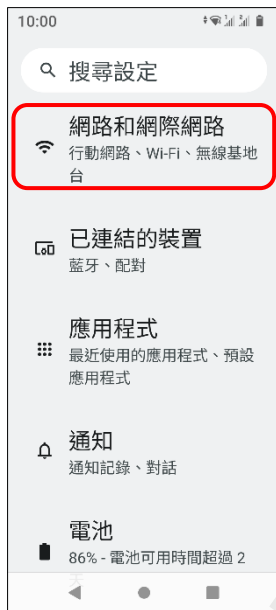 10:00
搜尋設定
網路和網際網路
行動網路、Wi-Fi、無線基地
台
已連結的裝置
藍牙、配對
應用程式
最近使用的應用程式、預設
應用程式
通知
通知記錄、對話
電池
86% - 電池可用時間超過 2
天